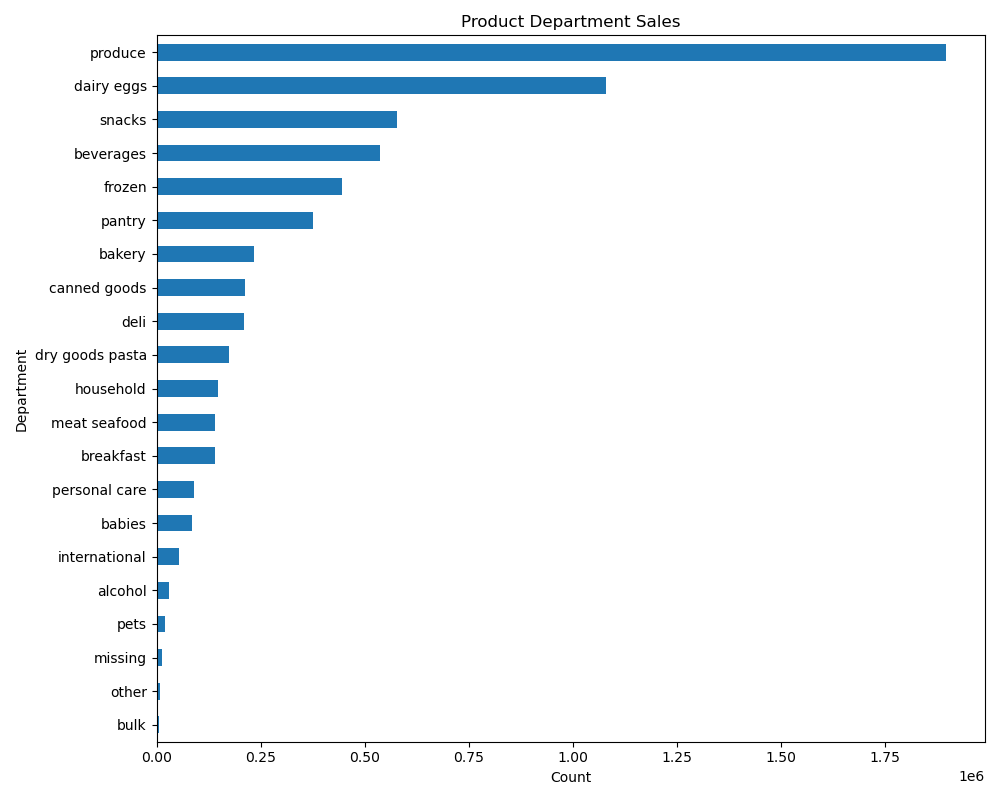 Product Department Sales
produce
dairy eggs
snacks
beverages
frozen
pantry
bakery
canned goods
deli
dry goods pasta
household
meat seafood
breakfast
personal care
babies
international
alcohol
pets
missing
other
bulk
Department
0.00 0.25 0.50 0.75 1.00 1.25 1.50 1.75
Count
1e6